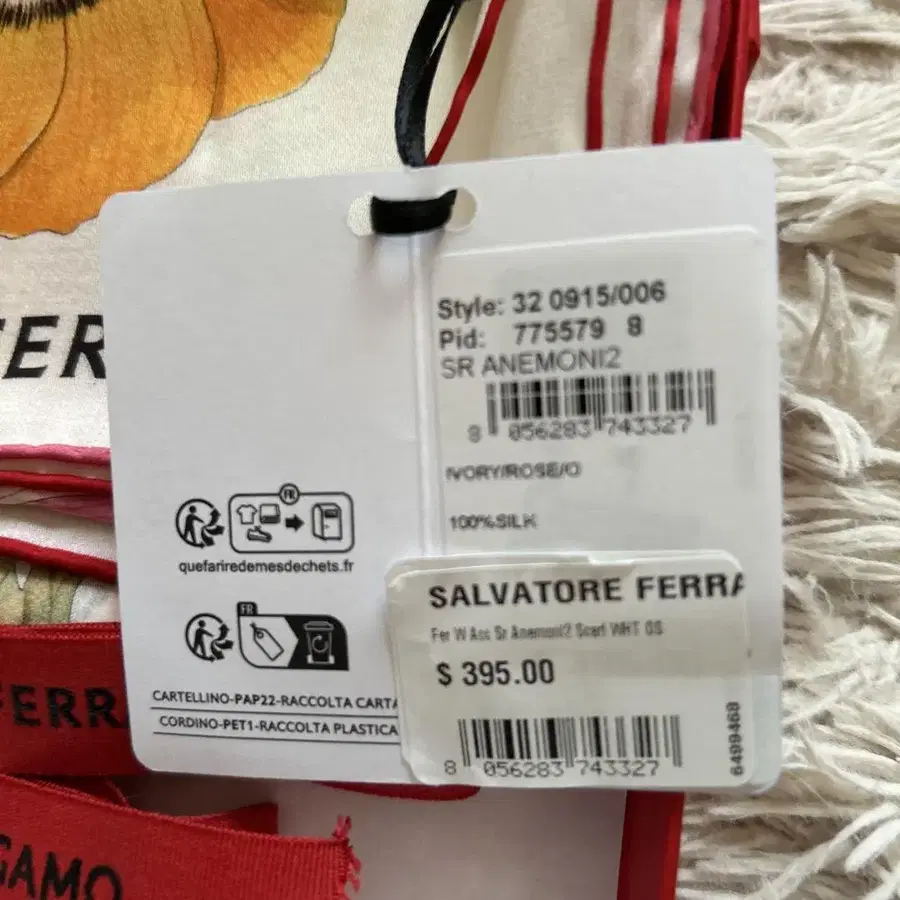 FER
Style: 32 0915/006
Pid: 775579 8
SR ANEMONI2
8 056283 743327
IVORY/ROSE/O
100%SILK
FR
quefairedemesdechets.fr
FR
CARTELLINO-PAP22-RACCOLTA CARTA
CORDINO-PET1-RACCOLTA PLASTICA
SALVATORE FERRA
Fer W Acc Sr Anemoni2 Scarf WHT OS
$ 395.00
8 056283 743327
6499468
FERR
GAMO